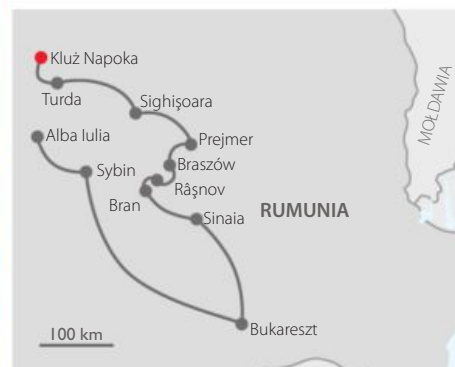 Kluż Napoka
Turda
Sighişoara
MOŁDAWIA
Alba Iulia
Prejmer
Braszów
Sybin
Râşnov
Bran
Sinaia
RUMUNIA
Bukareszt
100 km